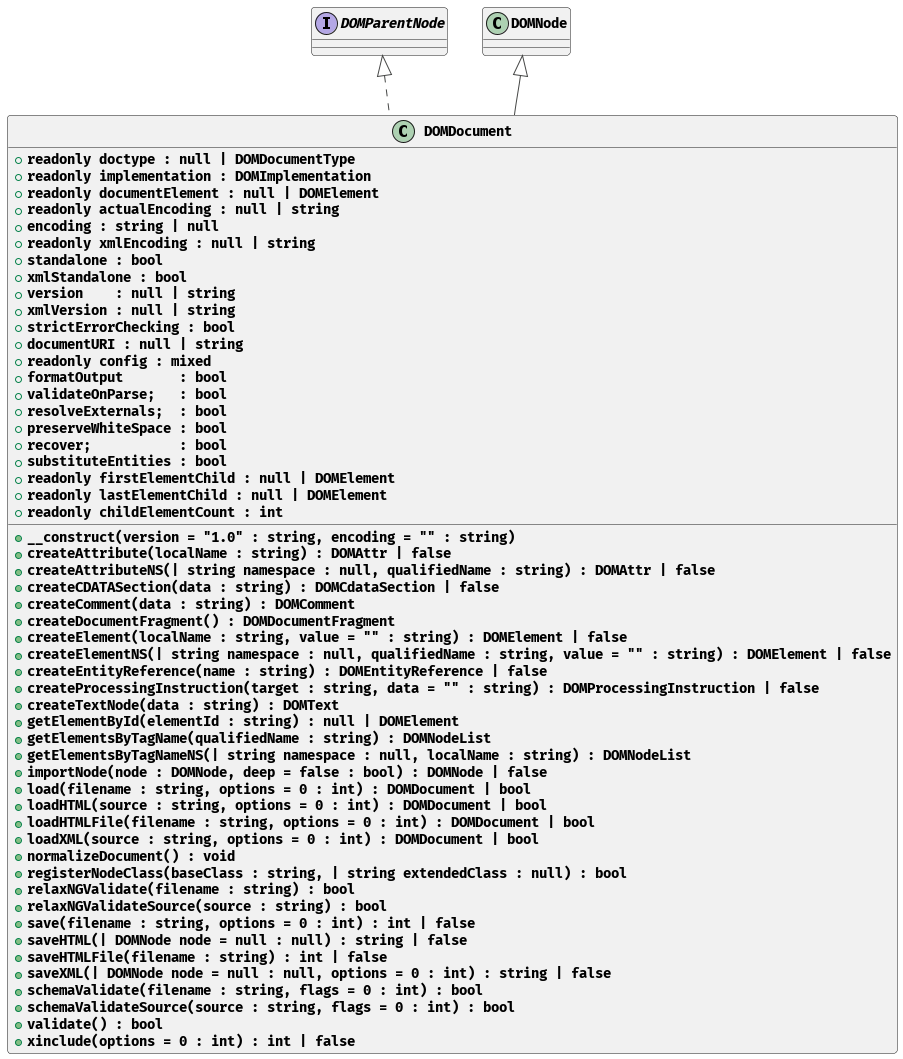 I DOMParentNode
C DOMNode
C DOMDocument
readonly doctype : null | DOMDocumentType
readonly implementation : DOMImplementation
readonly documentElement : null | DOMElement
readonly actualEncoding : null | string
encoding : string | null
readonly xmlEncoding : null | string
standalone : bool
xmlStandalone : bool
version    : null | string
xmlVersion : null | string
strictErrorChecking : bool
documentURI : null | string
readonly config : mixed
formatOutput       : bool
validateOnParse;   : bool
resolveExternals;  : bool
preserveWhiteSpace : bool
recover;           : bool
substituteEntities : bool
readonly firstElementChild : null | DOMElement
readonly lastElementChild : null | DOMElement
readonly childElementCount : int
__construct(version = "1.0" : string, encoding = "" : string)
createAttribute(localName : string) : DOMAttr | false
createAttributeNS(| string namespace : null, qualifiedName : string) : DOMAttr | false
createCDATASection(data : string) : DOMCdataSection | false
createComment(data : string) : DOMComment
createDocumentFragment() : DOMDocumentFragment
createElement(localName : string, value = "" : string) : DOMElement | false
createElementNS(| string namespace : null, qualifiedName : string, value = "" : string) : DOMElement | false
createEntityReference(name : string) : DOMEntityReference | false
createProcessingInstruction(target : string, data = "" : string) : DOMProcessingInstruction | false
createTextNode(data : string) : DOMText
getElementById(elementId : string) : null | DOMElement
getElementsByTagName(qualifiedName : string) : DOMNodeList
getElementsByTagNameNS(| string namespace : null, localName : string) : DOMNodeList
importNode(node : DOMNode, deep = false : bool) : DOMNode | false
load(filename : string, options = 0 : int) : DOMDocument | bool
loadHTML(source : string, options = 0 : int) : DOMDocument | bool
loadHTMLFile(filename : string, options = 0 : int) : DOMDocument | bool
loadXML(source : string, options = 0 : int) : DOMDocument | bool
normalizeDocument() : void
registerNodeClass(baseClass : string, | string extendedClass : null) : bool
relaxNGValidate(filename : string) : bool
relaxNGValidateSource(source : string) : bool
save(filename : string, options = 0 : int) : int | false
saveHTML(| DOMNode node = null : null) : string | false
saveHTMLFile(filename : string) : int | false
saveXML(| DOMNode node = null : null, options = 0 : int) : string | false
schemaValidate(filename : string, flags = 0 : int) : bool
schemaValidateSource(source : string, flags = 0 : int) : bool
validate() : bool
xinclude(options = 0 : int) : int | false